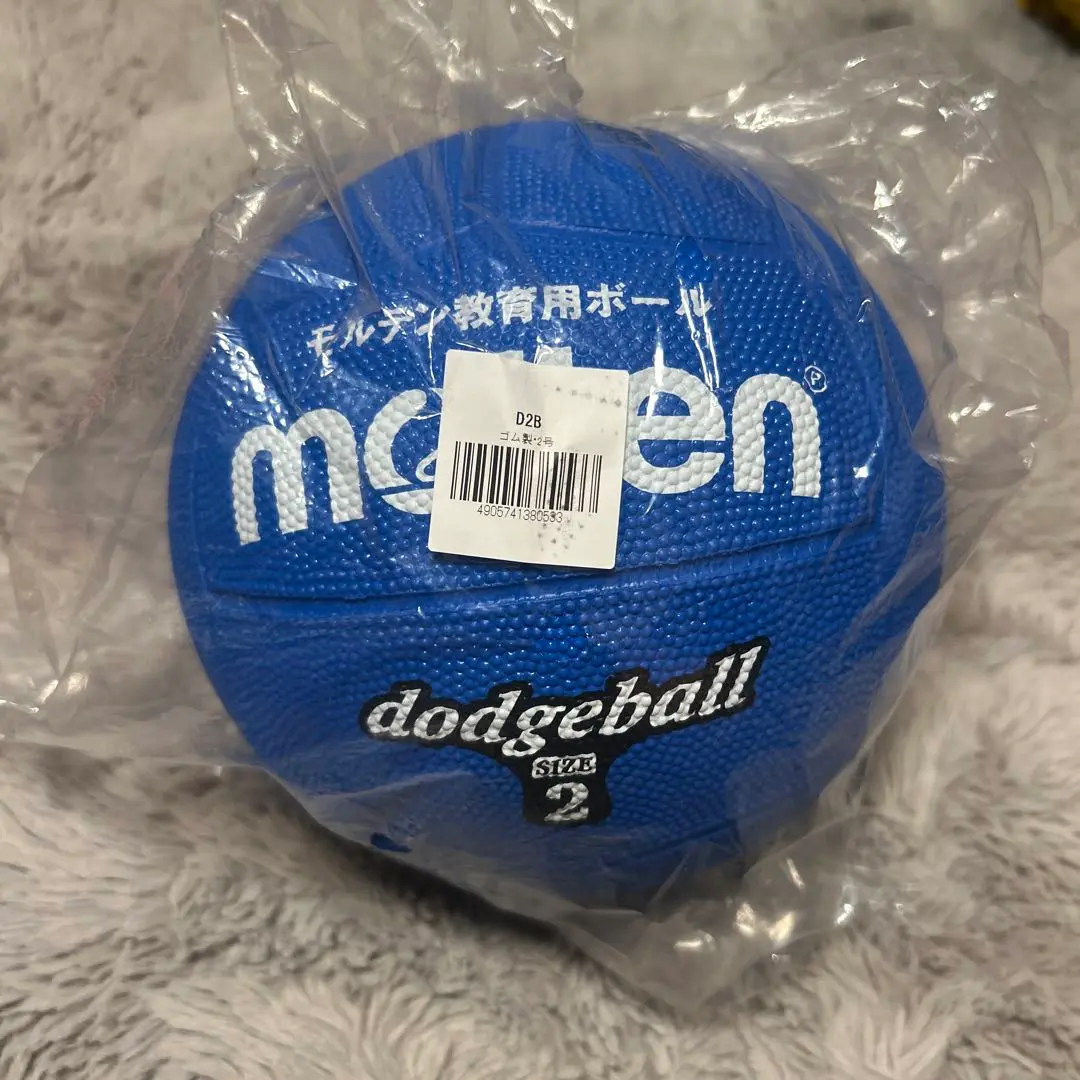 モルテン教育用ボール
molten®
D2B
ゴム製・2号
4905741380533
dodgeball
SIZE
2